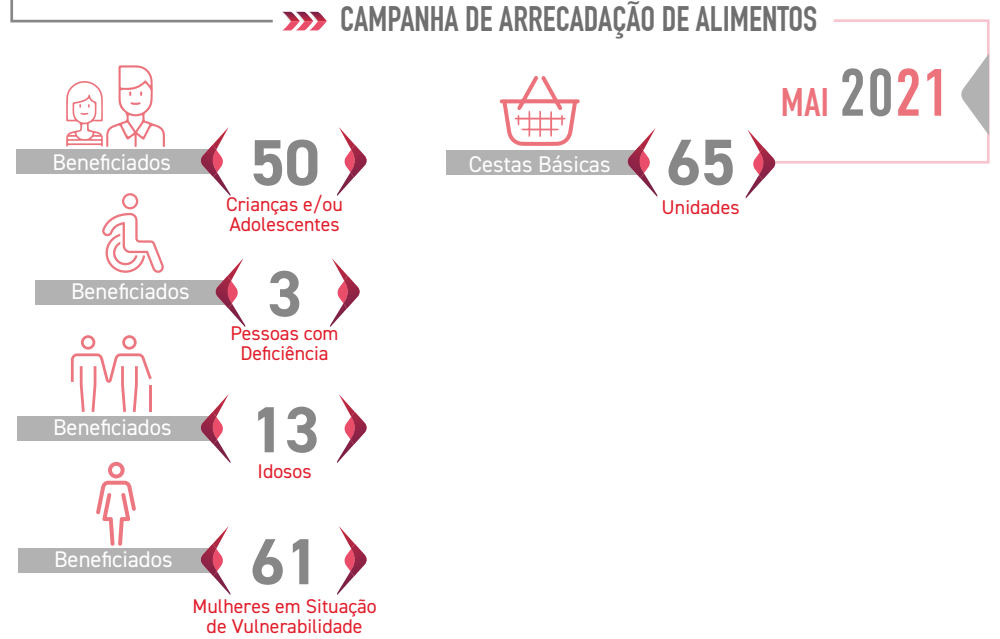 CAMPANHA DE ARRECADAÇÃO DE ALIMENTOS
MAI 2021
Beneficiados
50
Crianças e/ou
Adolescentes
Cestas Básicas
65
Unidades
Beneficiados
3
Pessoas com
Deficiência
Beneficiados
13
Idosos
Beneficiados
61
Mulheres em Situação
de Vulnerabilidade